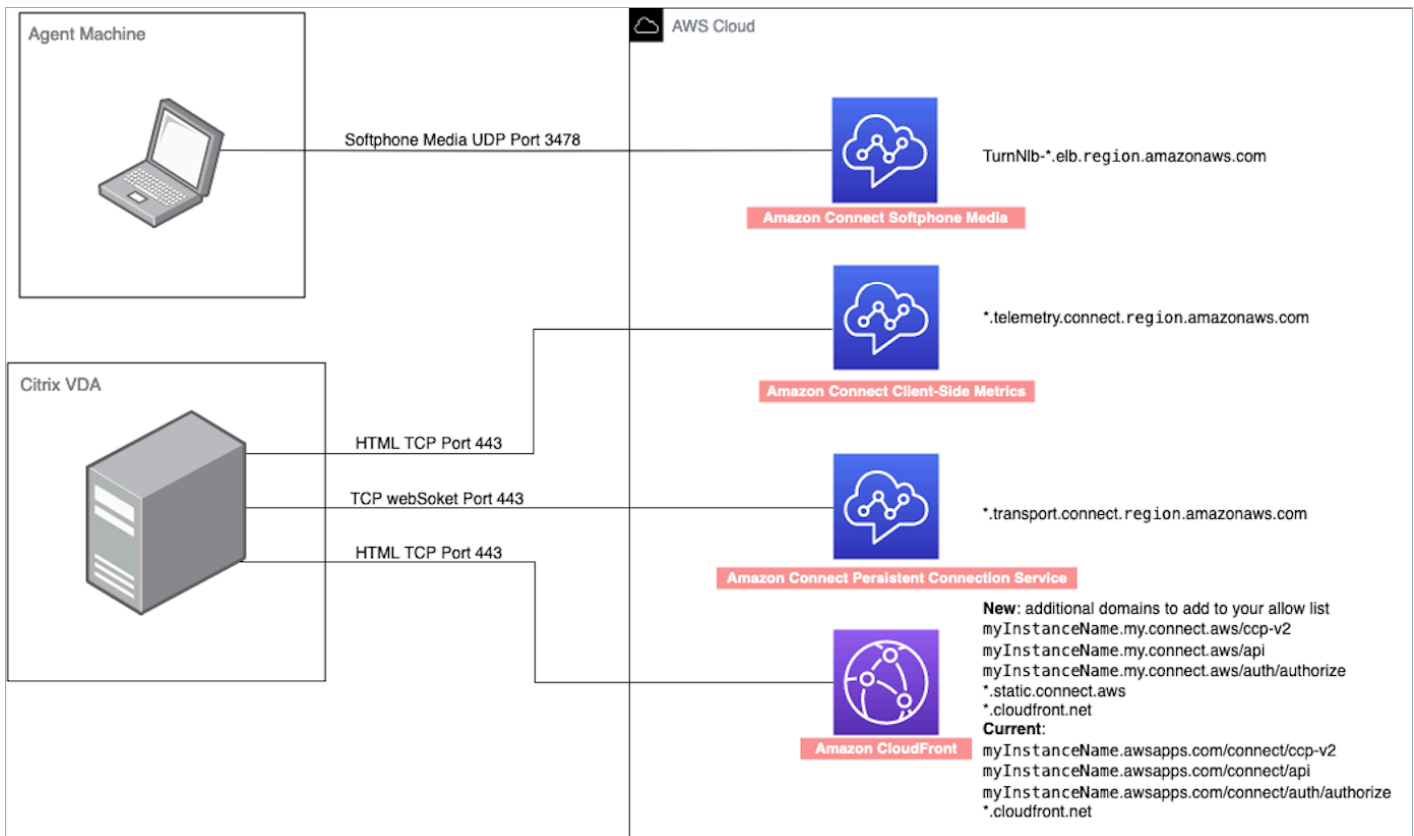 Agent Machine
AWS Cloud
Softphone Media UDP Port 3478
TurnNlb-*.elb.region.amazonaws.com
Amazon Connect Softphone Media
*.telemetry.connect.region.amazonaws.com
Amazon Connect Client-Side Metrics
Citrix VDA
HTML TCP Port 443
TCP webSoket Port 443
*.transport.connect.region.amazonaws.com
HTML TCP Port 443
Amazon Connect Persistent Connection Service
New: additional domains to add to your allow list
myInstanceName.my.connect.aws/ccp-v2
myInstanceName.my.connect.aws/api
myInstanceName.my.connect.aws/auth/authorize
*.static.connect.aws
*.cloudfront.net
Current:
Amazon CloudFront
myInstanceName.awsapps.com/connect/ccp-v2
myInstanceName.awsapps.com/connect/api
myInstanceName.awsapps.com/connect/auth/authorize
*.cloudfront.net